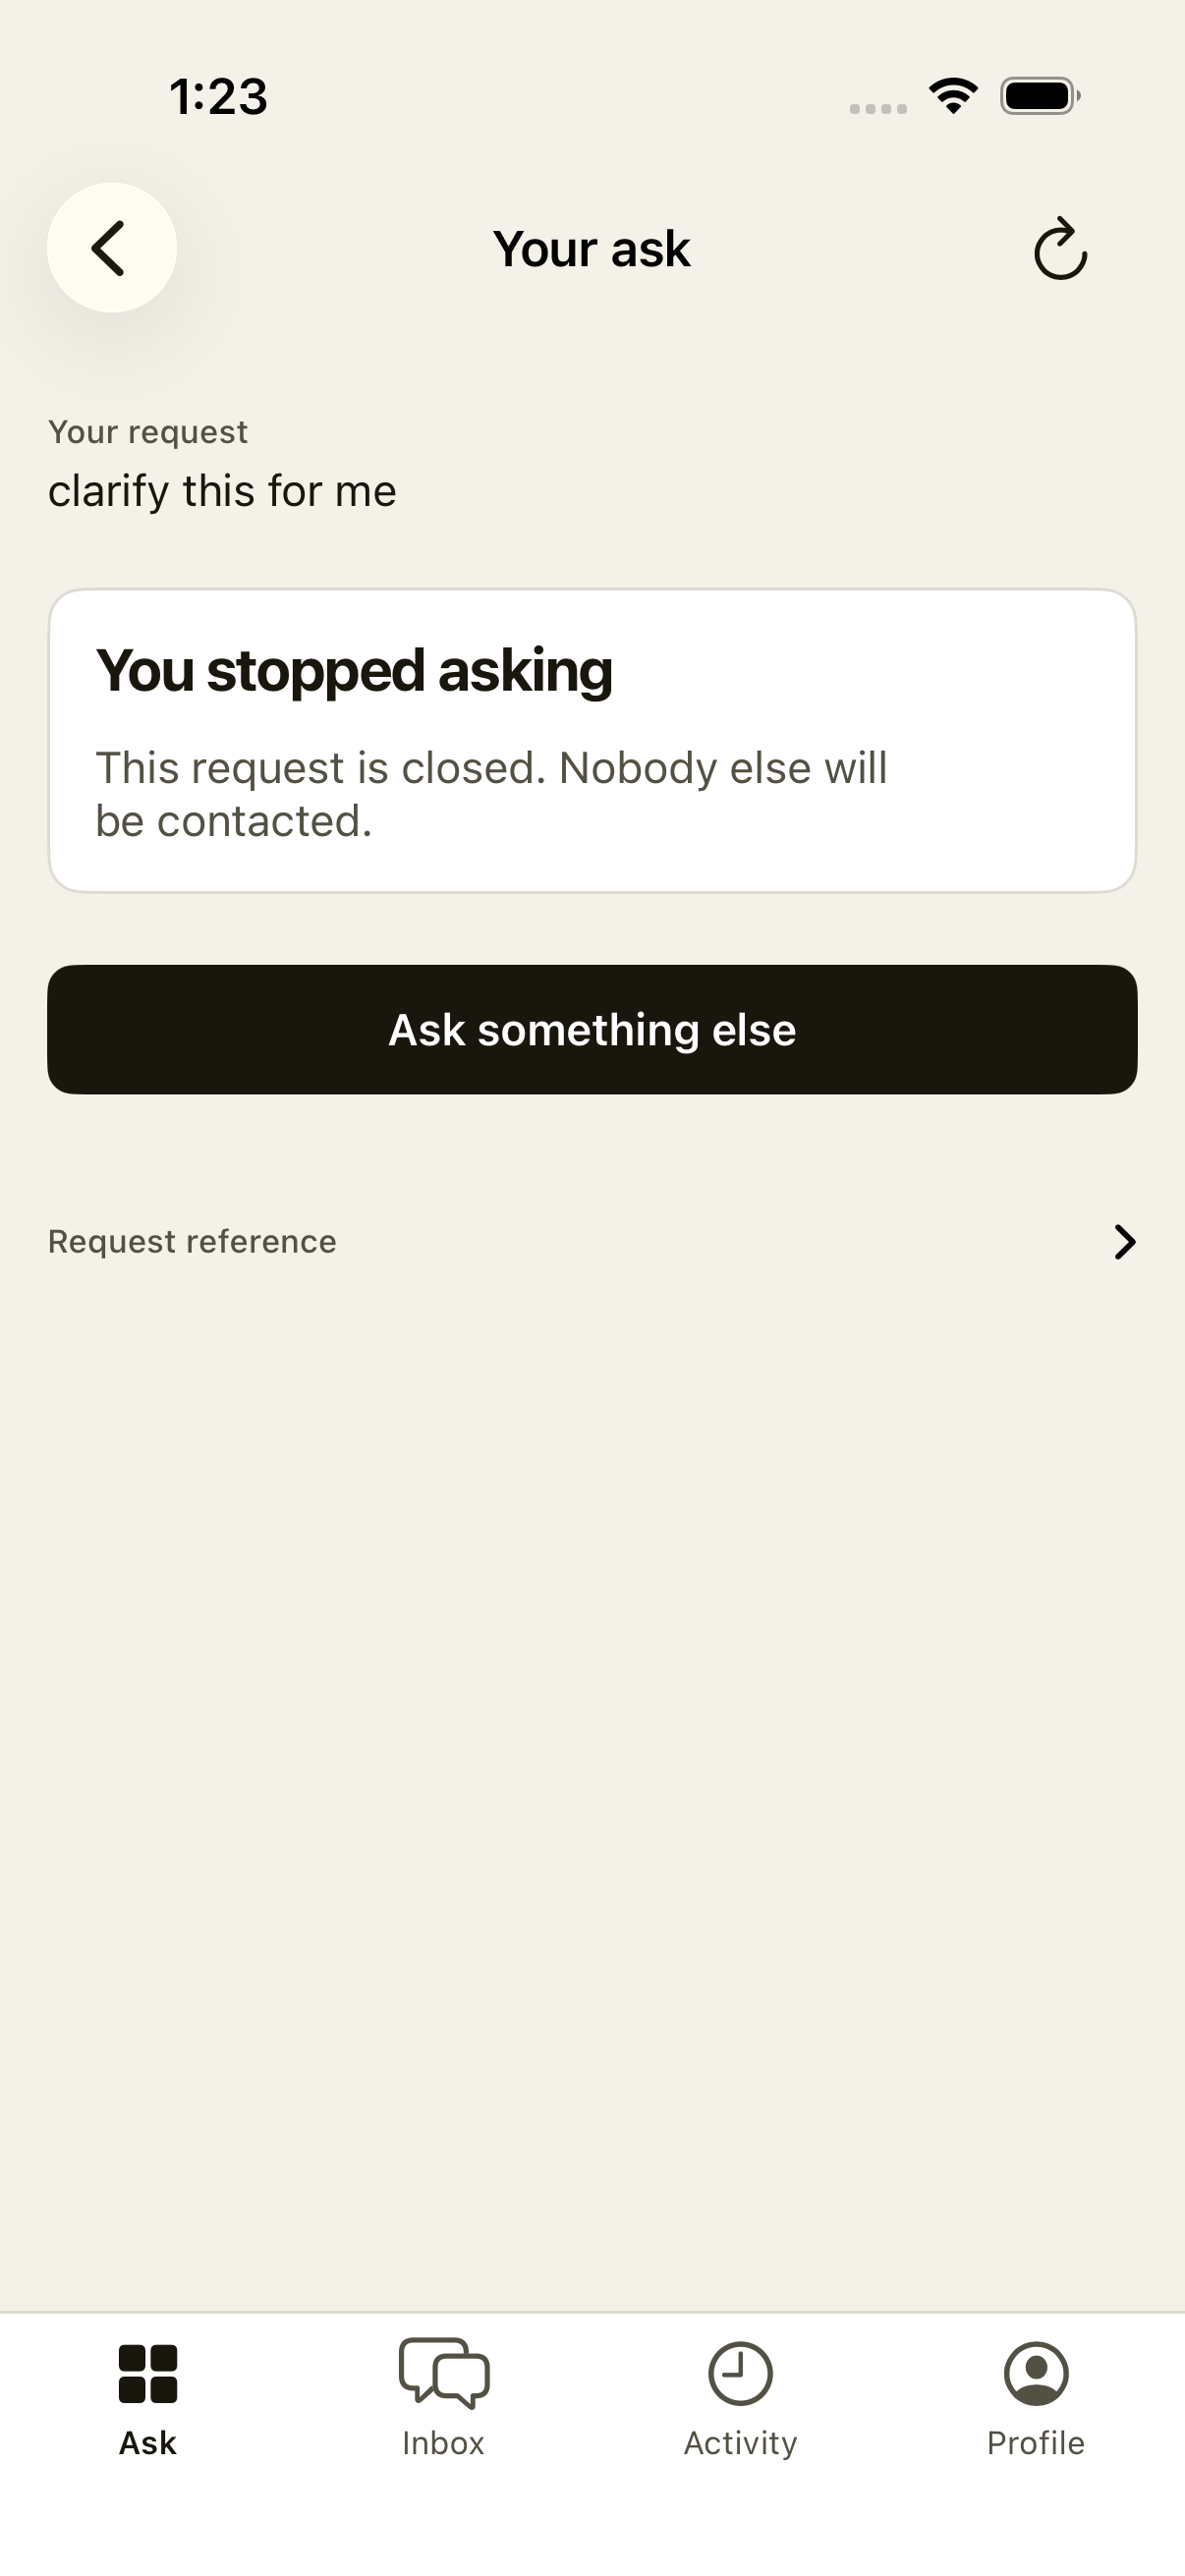 1:23
Your ask
Your request
clarify this for me
You stopped asking
This request is closed. Nobody else will
be contacted.
Ask something else
Request reference
Ask
Inbox
Activity
Profile